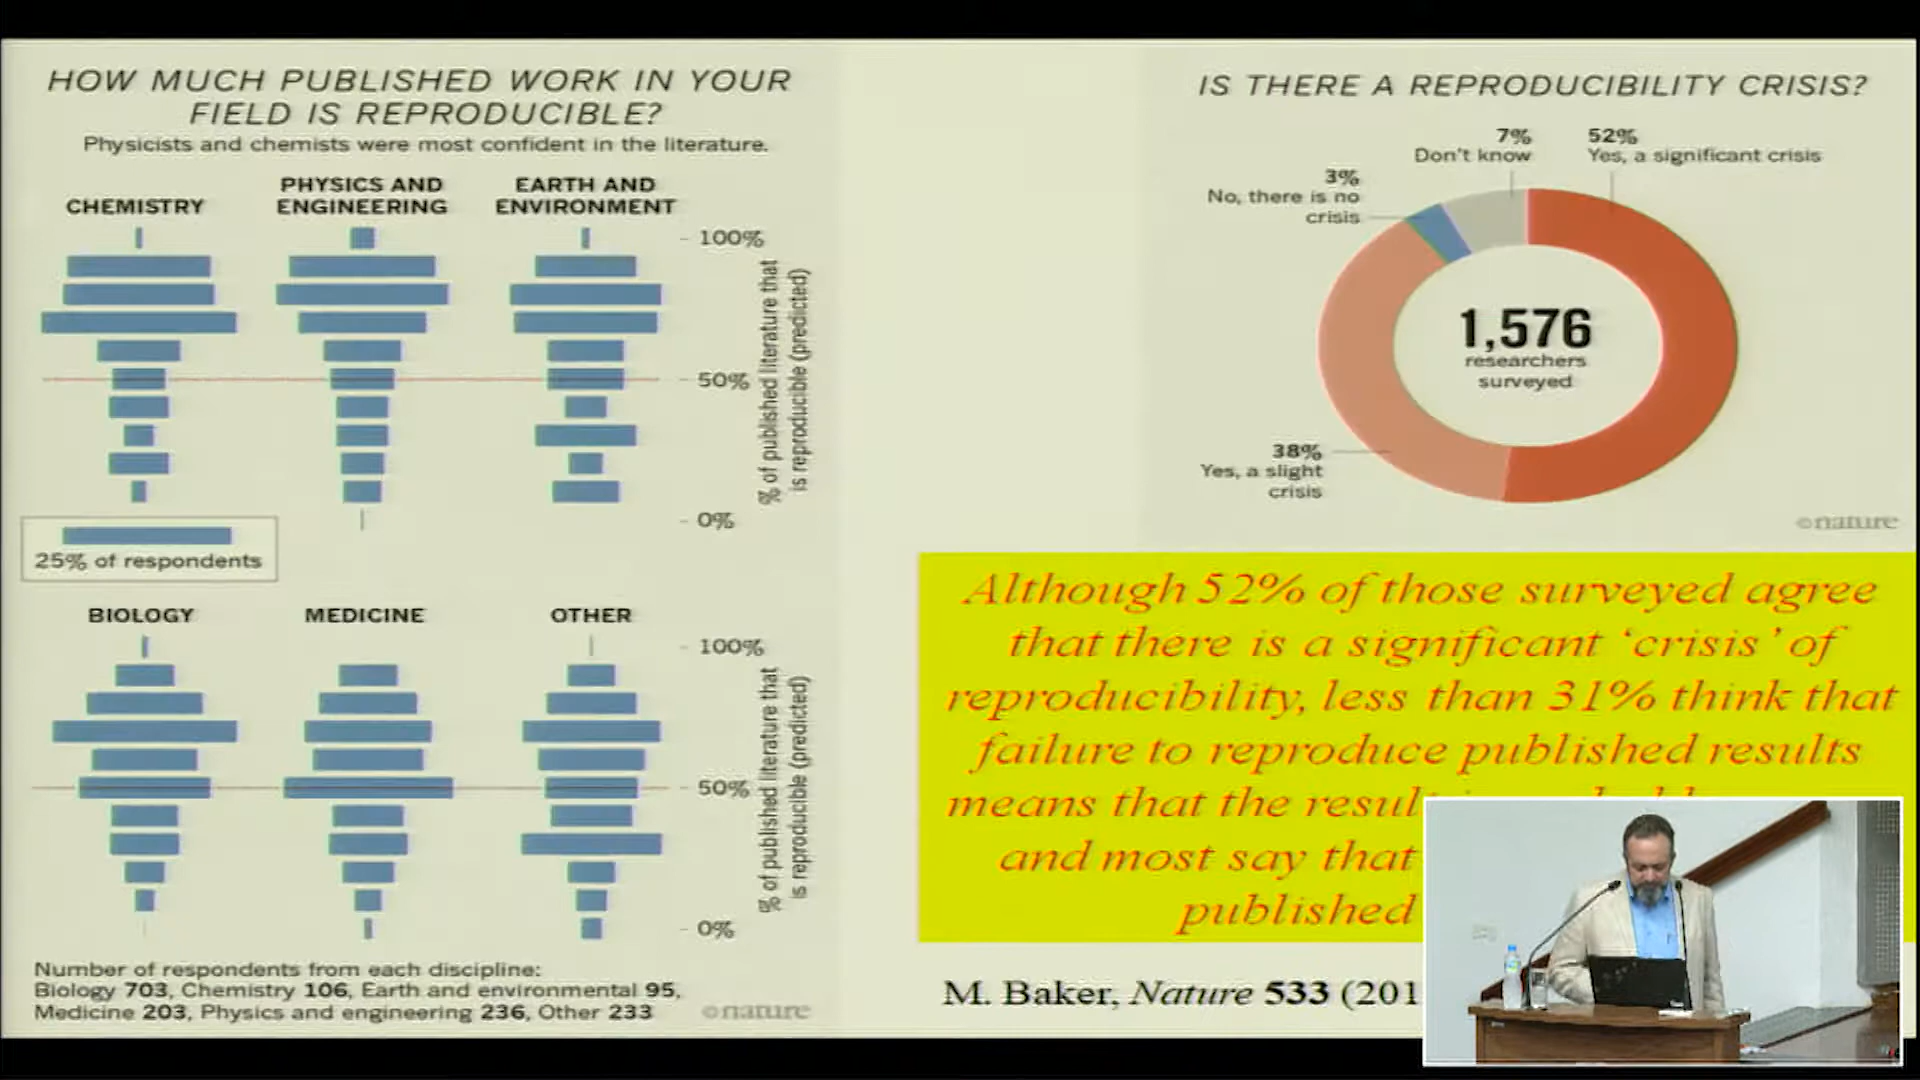 HOW MUCH PUBLISHED WORK IN YOUR
FIELD IS REPRODUCIBLE?
Physicists and chemists were most confident in the literature.
CHEMISTRY
PHYSICS AND
ENGINEERING
EARTH AND
ENVIRONMENT
100%
50%
0%
% of published literature that
is reproducible (predicted)
25% of respondents
BIOLOGY
MEDICINE
OTHER
100%
50%
0%
% of published literature that
is reproducible (predicted)
Number of respondents from each discipline:
Biology 703, Chemistry 106, Earth and environmental 95,
Medicine 203, Physics and engineering 236, Other 233
©nature
IS THERE A REPRODUCIBILITY CRISIS?
7%
Don't know
52%
Yes, a significant crisis
3%
No, there is no
crisis
1,576
researchers
surveyed
38%
Yes, a slight
crisis
©nature
Although 52% of those surveyed agree
that there is a significant ‘crisis’ of
reproducibility, less than 31% think that
failure to reproduce published results
means that the result
and most say that
published
M. Baker, Nature 533 (201